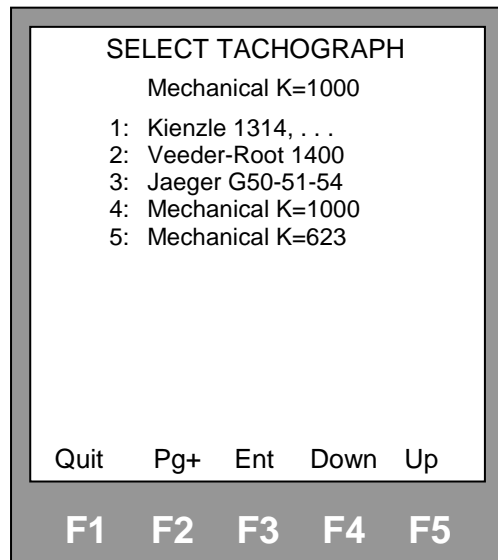 SELECT TACHOGRAPH
Mechanical K=1000
1: Kienzle 1314, . . .
2: Veeder-Root 1400
3: Jaeger G50-51-54
4: Mechanical K=1000
5: Mechanical K=623
Quit Pg+ Ent Down Up
F1 F2 F3 F4 F5